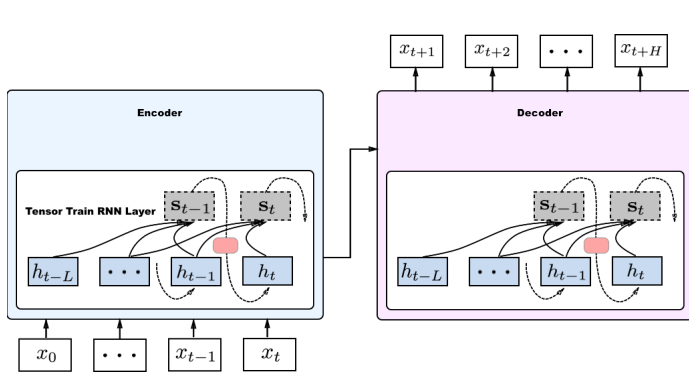 x_{t+1} x_{t+2} ··· x_{t+H}
Encoder Decoder
s_{t−1} s_t s_{t−1} s_t
Tensor Train RNN Layer
h_{t−L} ··· h_{t−1} h_t h_{t−L} ··· h_{t−1} h_t
x_0 ··· x_{t−1} x_t